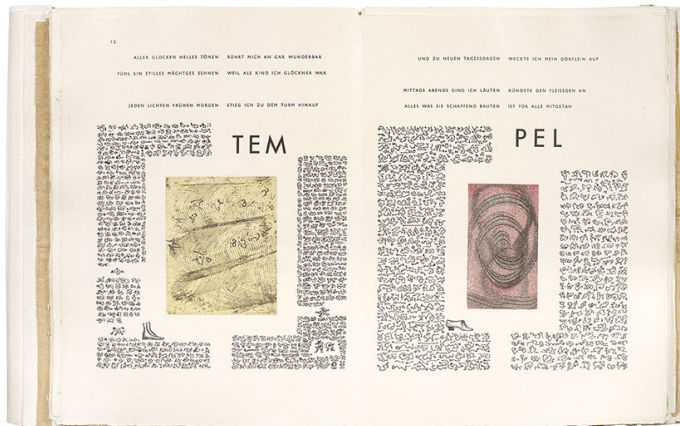 12
ALLER GLOCKEN HELLES TÖNEN RÜHRT MICH AN GAR WUNDERBAR
FÜHL EIN STILLES MÄCHTGES SEHNEN WEIL ALS KIND ICH GLÖCKNER WAR
JEDEN LICHTEN FROHEN MORGEN STIEG ICH ZU DEM TURM HINAUF
TEM
UND ZU NEUEN TAGESSORGEN WECKTE ICH MEIN DÖRFLEIN AUF
MITTAGS ABENDS GING ICH LÄUTEN KÜNDETE DEN FLEISSGEN AN
ALLES WAS SIE SCHAFFEND BAUTEN IST FÜR ALLE MITGETAN
PEL